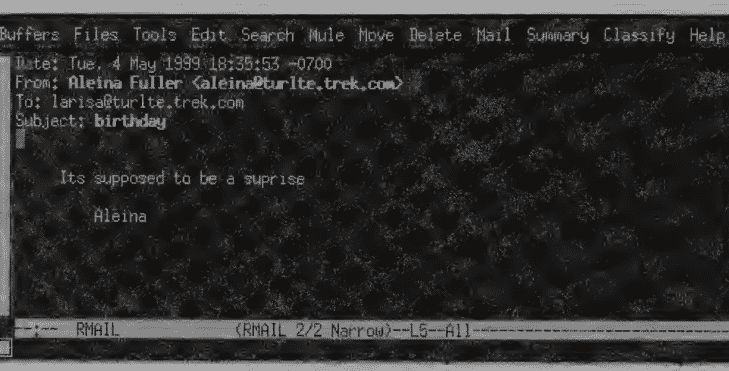 Buffers Files Tools Edit Search Mule Move Delete Mail Summary Classify Help
Date: Tue, 4 May 1999 18:35:53 -0700
From: Aleina Fuller <aleina@turlte.trek.com>
To: larisa@turlte.trek.com
Subject: birthday
Its supposed to be a suprise
Aleina
--:-- RMAIL (RMAIL 2/2 Narrow)--L5--All--------------------------------